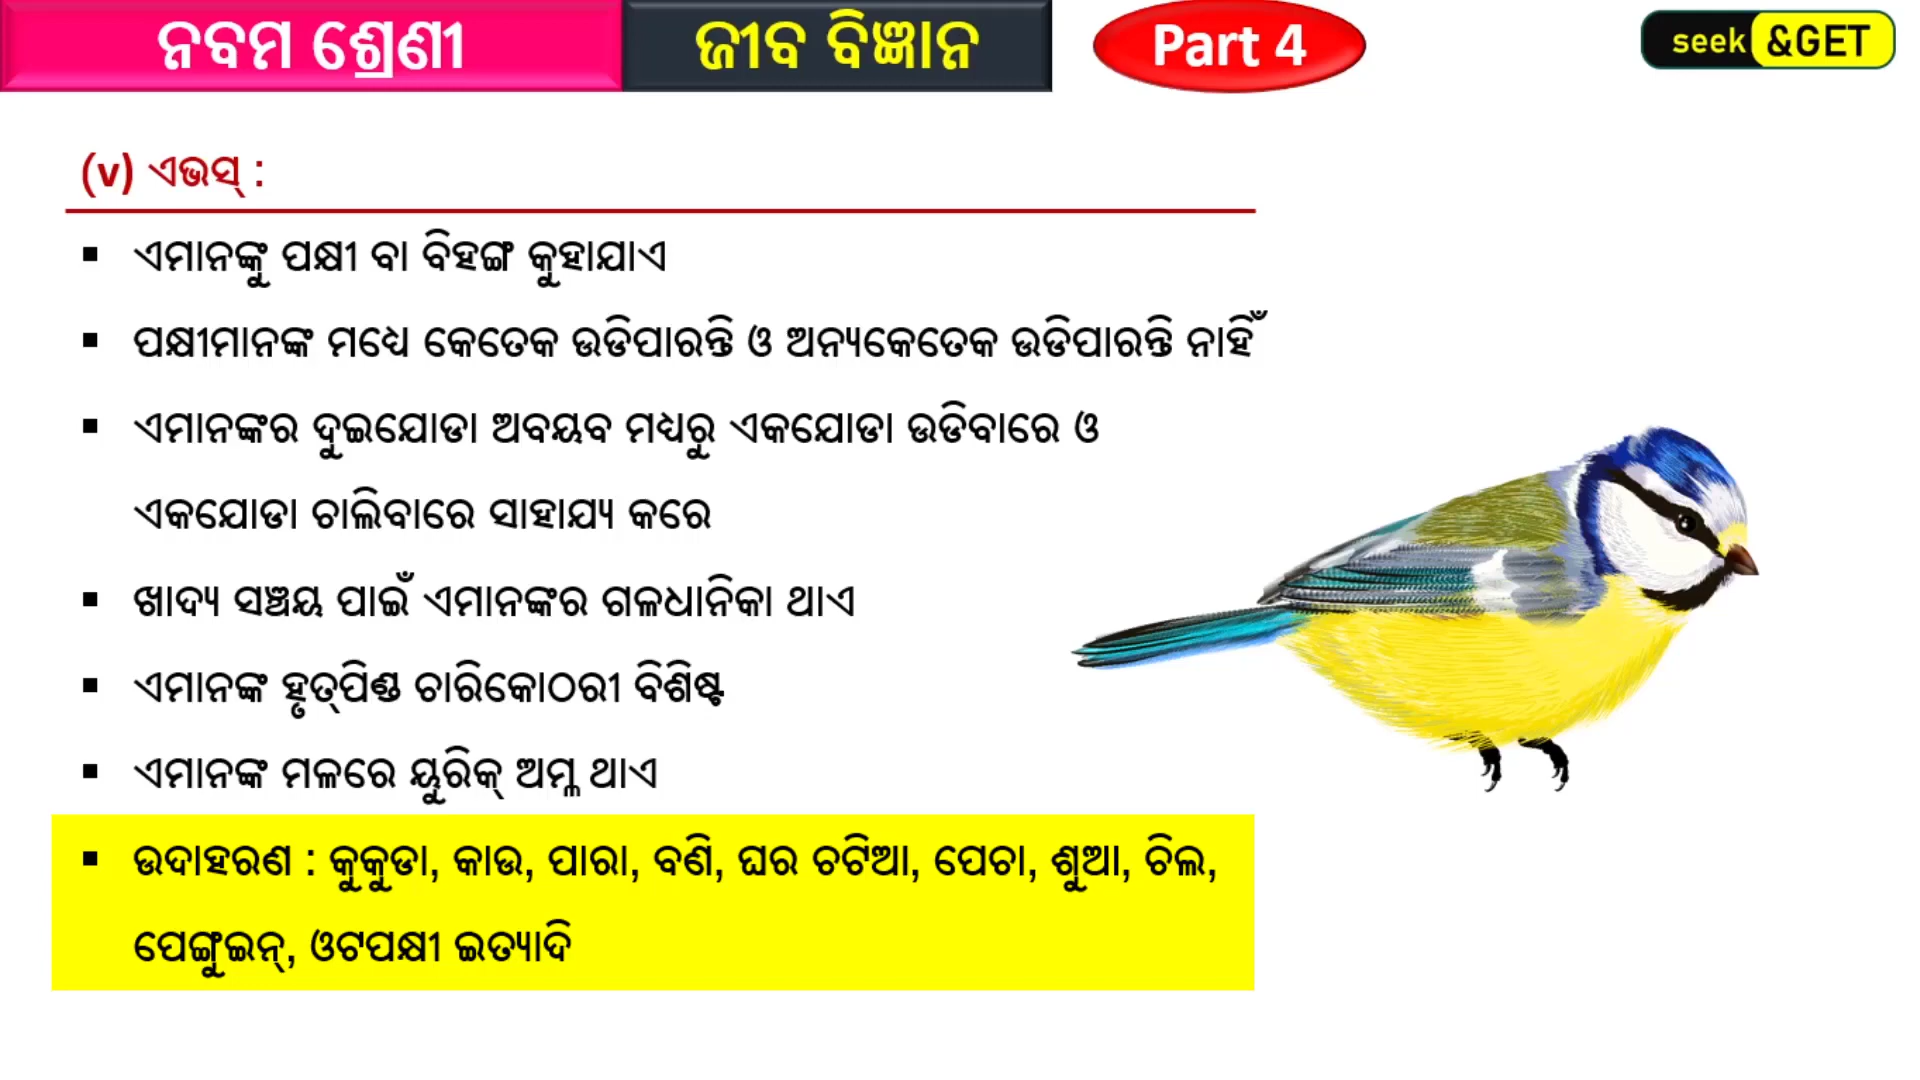 ନବମ ଶ୍ରେଣୀ ଜୀବ ବିଜ୍ଞାନ Part 4 seek &GET
(v) ଏଭସ୍ :
▪ ଏମାନଙ୍କୁ ପକ୍ଷୀ ବା ବିହଙ୍ଗ କୁହାଯାଏ
▪ ପକ୍ଷୀମାନଙ୍କ ମଧ୍ୟେ କେତେକ ଉଡିପାରନ୍ତି ଓ ଅନ୍ୟକେତେକ ଉଡିପାରନ୍ତି ନାହିଁ
▪ ଏମାନଙ୍କର ଦୁଇଯୋଡା ଅବୟବ ମଧ୍ୟରୁ ଏକଯୋଡା ଉଡିବାରେ ଓ
ଏକଯୋଡା ଚାଲିବାରେ ସାହାଯ୍ୟ କରେ
▪ ଖାଦ୍ୟ ସଞ୍ଚୟ ପାଇଁ ଏମାନଙ୍କର ଗଳଧାନିକା ଥାଏ
▪ ଏମାନଙ୍କ ହୃତ୍‌ପିଣ୍ଡ ଚାରିକୋଠରୀ ବିଶିଷ୍ଟ
▪ ଏମାନଙ୍କ ମଳରେ ୟୁରିକ୍ ଅମ୍ଳ ଥାଏ
▪ ଉଦାହରଣ : କୁକୁଡା, କାଉ, ପାରା, ବଣି, ଘର ଚଟିଆ, ପେଚା, ଶୁଆ, ଚିଲ,
ପେଙ୍ଗୁଇନ୍, ଓଟପକ୍ଷୀ ଇତ୍ୟାଦି